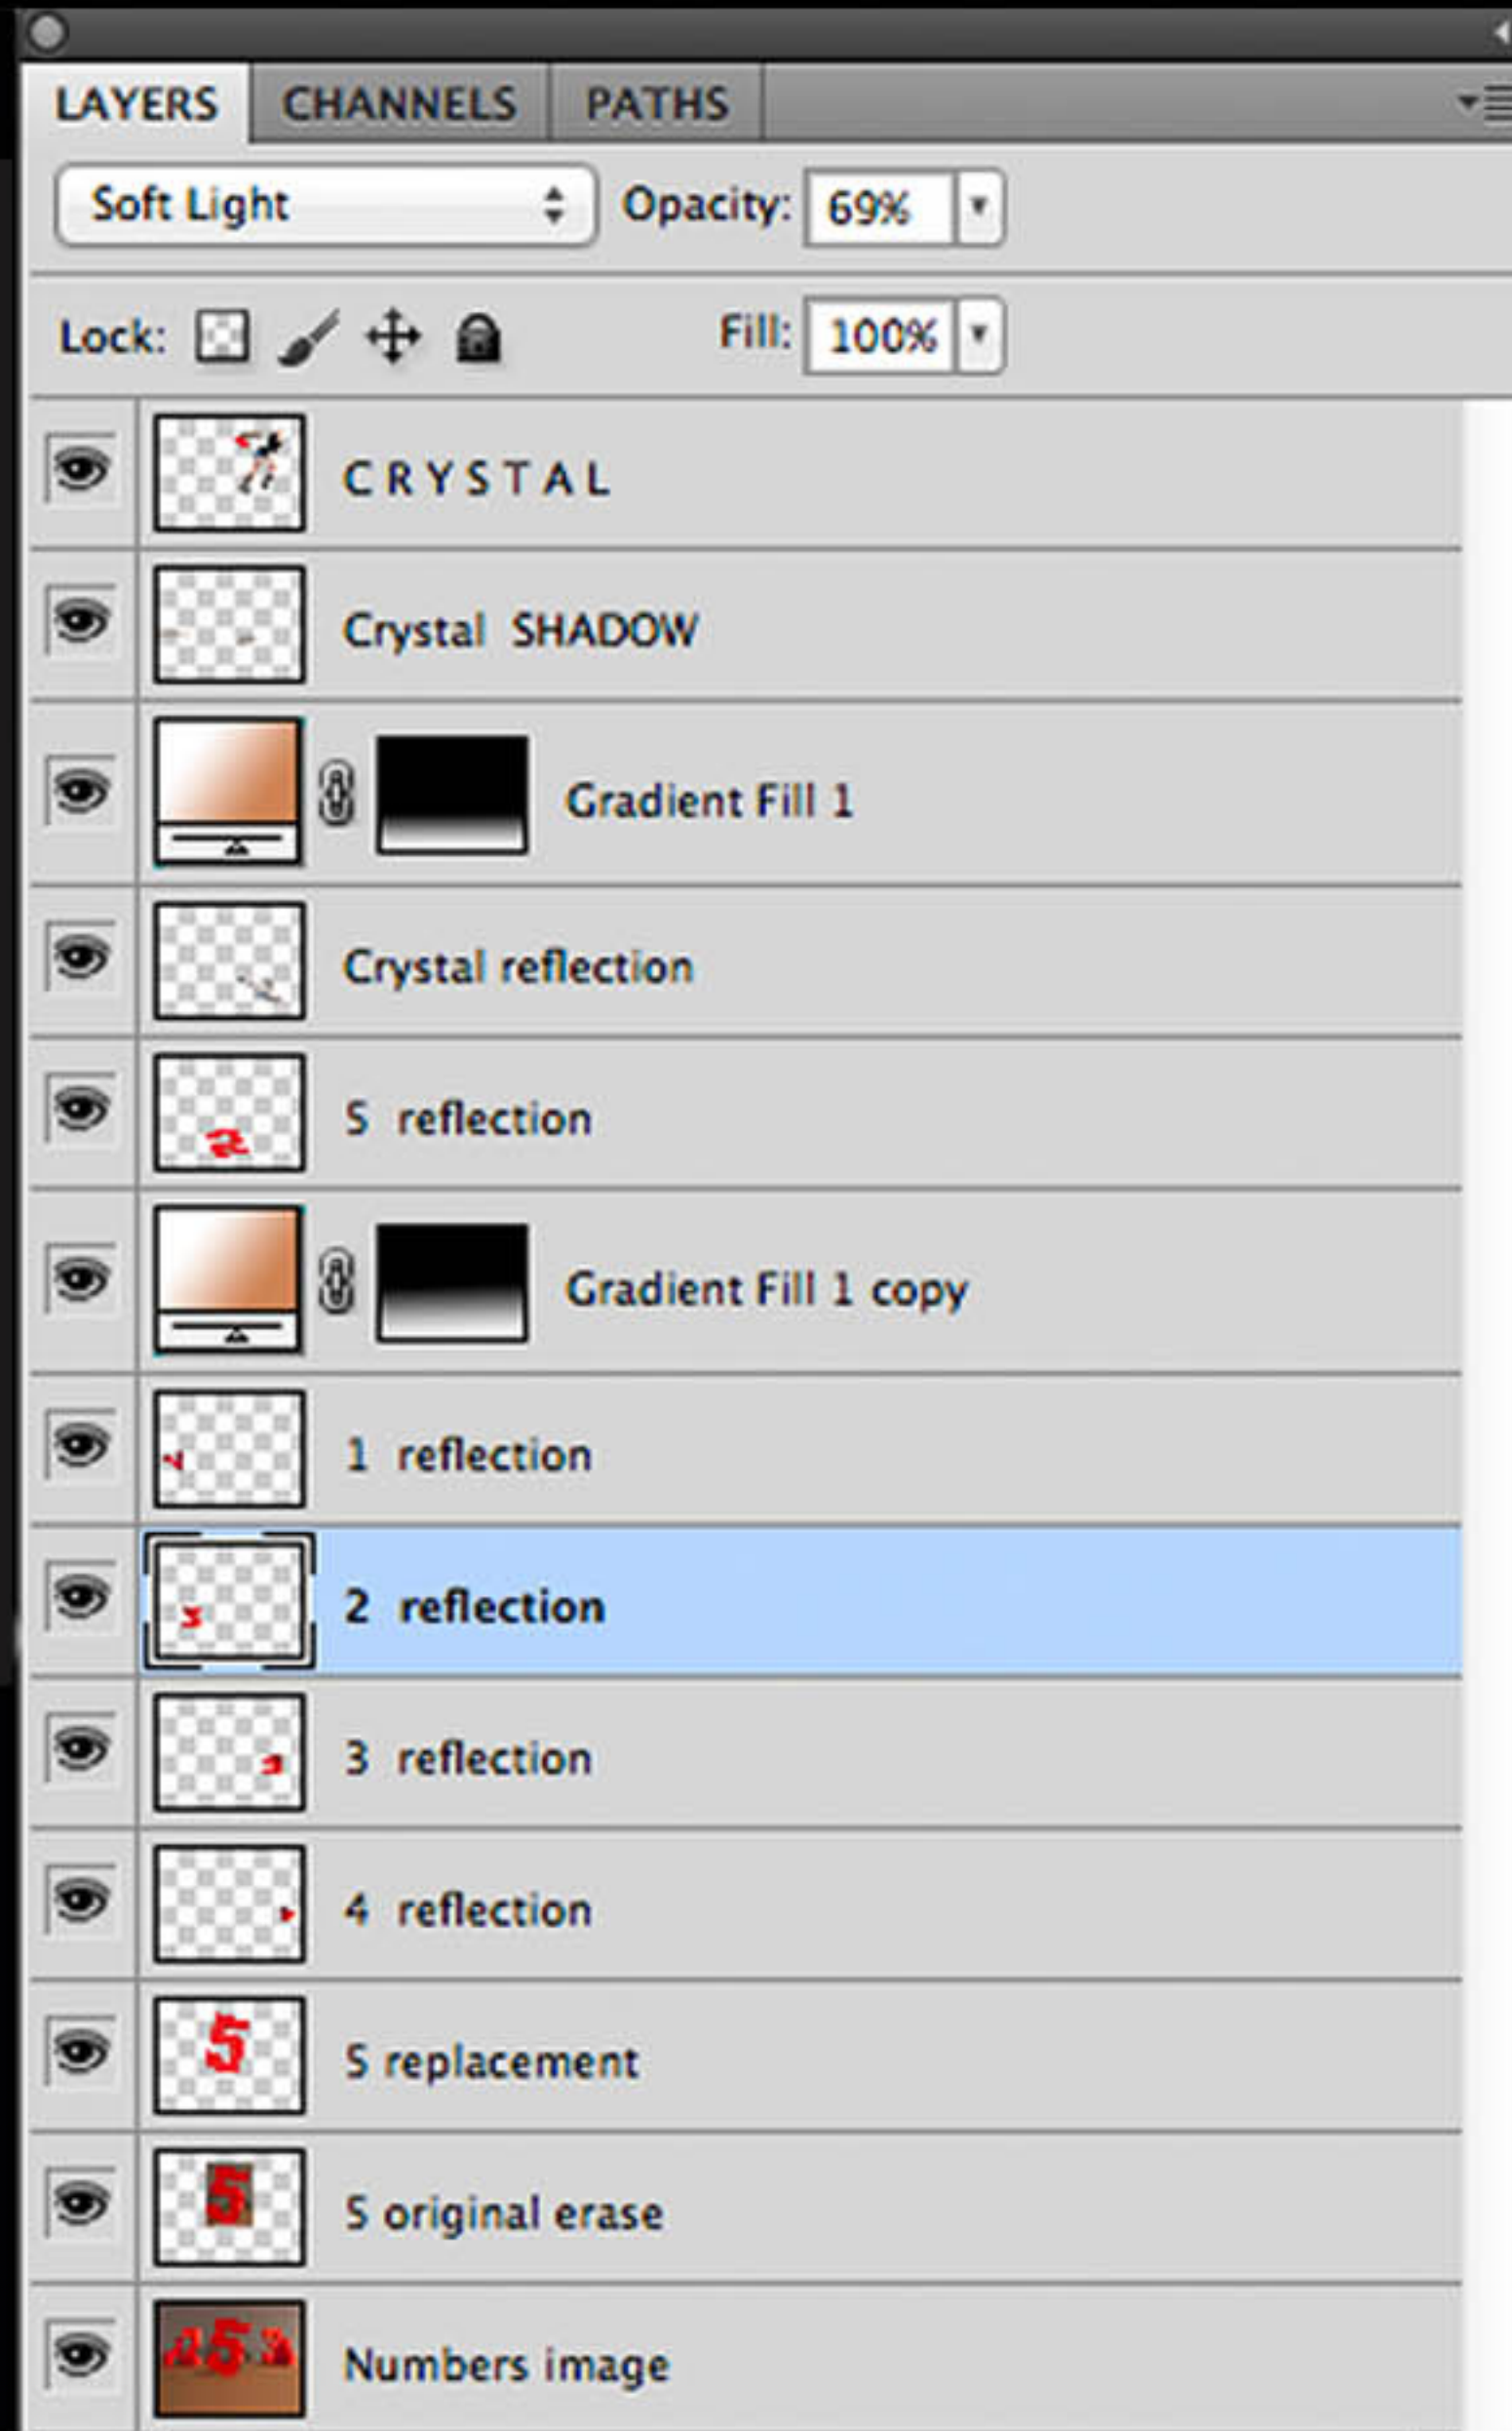 LAYERS CHANNELS PATHS
Soft Light Opacity: 69%
Lock: Fill: 100%
C R Y S T A L
Crystal SHADOW
Gradient Fill 1
Crystal reflection
5 reflection
Gradient Fill 1 copy
1 reflection
2 reflection
3 reflection
4 reflection
5 replacement
5 original erase
Numbers image